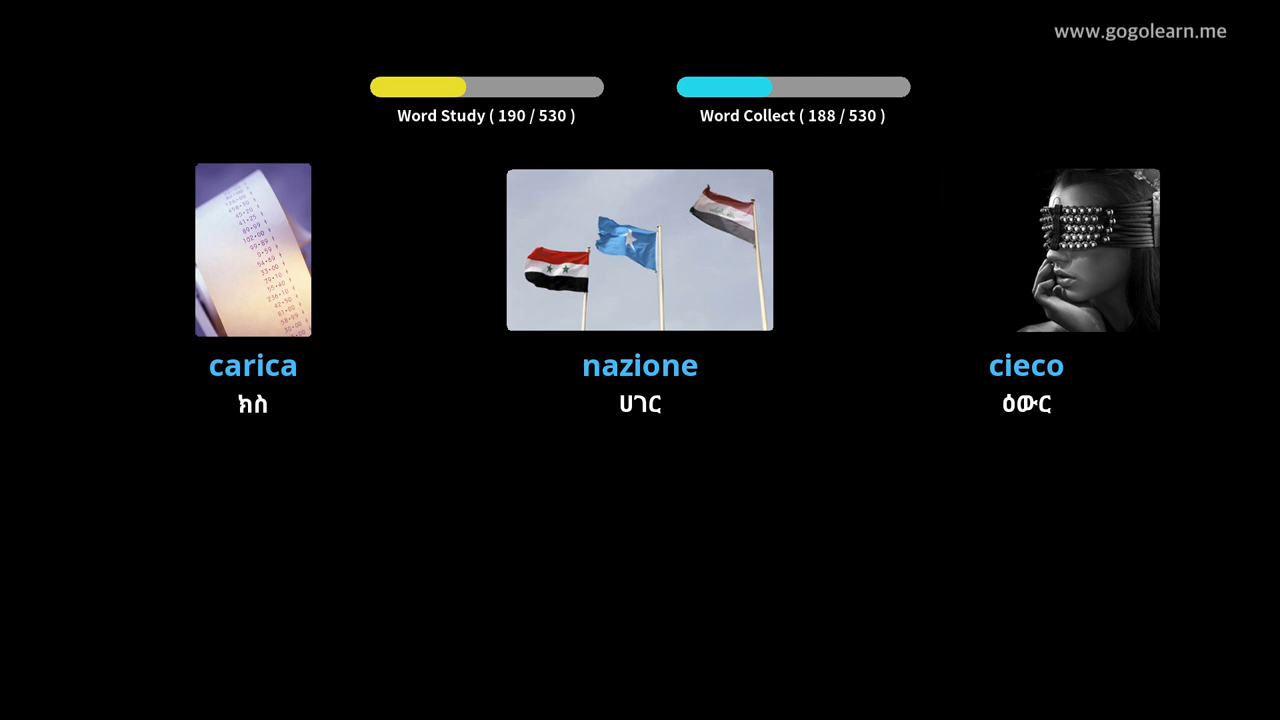 www.gogolearn.me
Word Study ( 190 / 530 )
Word Collect ( 188 / 530 )
carica
nazione
cieco
ክስ
ሀገር
ዕውር